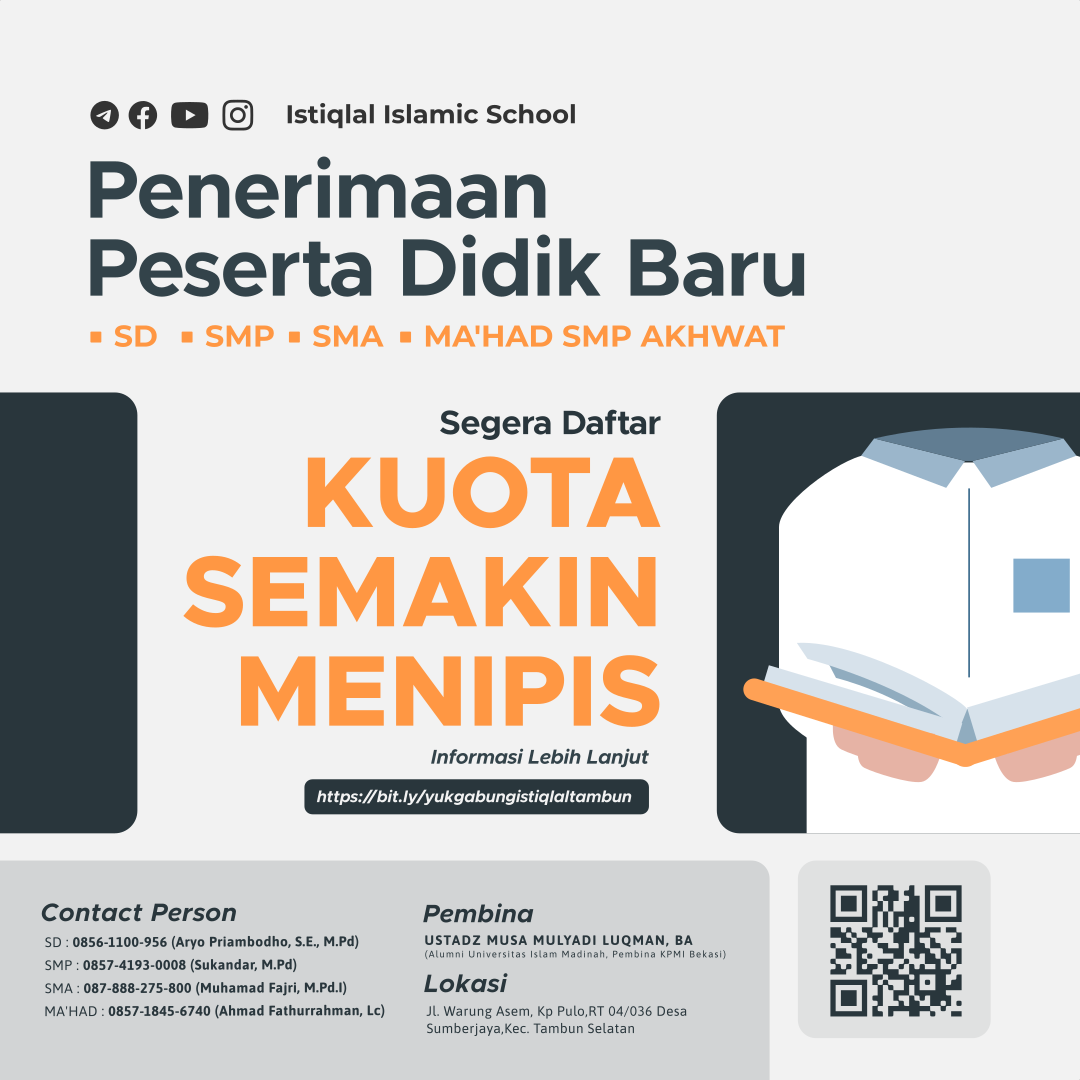 Istiqlal Islamic School
Penerimaan
Peserta Didik Baru
▪ SD ▪ SMP ▪ SMA ▪ MA'HAD SMP AKHWAT
Segera Daftar
KUOTA
SEMAKIN
MENIPIS
Informasi Lebih Lanjut
https://bit.ly/yukgabungistiqlaltambun
Contact Person
SD : 0856-1100-956 (Aryo Priambodho, S.E., M.Pd)
SMP : 0857-4193-0008 (Sukandar, M.Pd)
SMA : 087-888-275-800 (Muhamad Fajri, M.Pd.I)
MA'HAD : 0857-1845-6740 (Ahmad Fathurrahman, Lc)
Pembina
USTADZ MUSA MULYADI LUQMAN, BA
(Alumni Universitas Islam Madinah, Pembina KPMI Bekasi)
Lokasi
Jl. Warung Asem, Kp Pulo,RT 04/036 Desa
Sumberjaya,Kec. Tambun Selatan